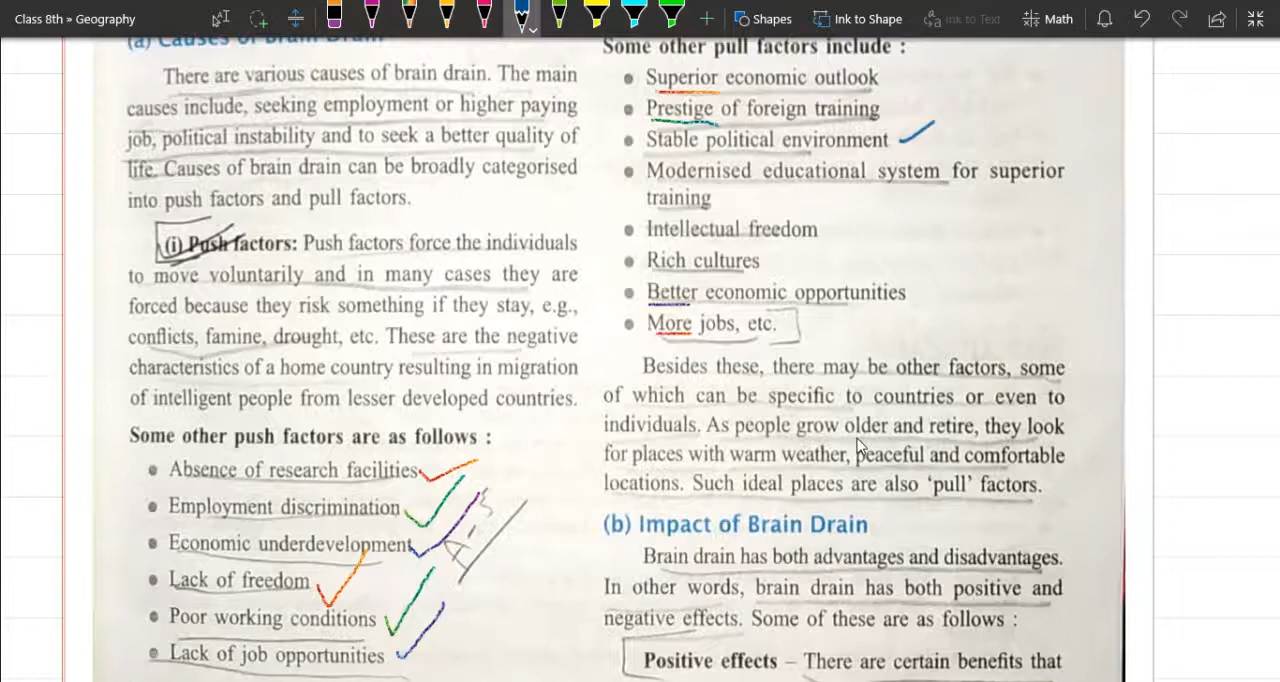 Class 8th » Geography
Shapes
Ink to Shape
Ink to Text
Math
(a) Causes of Brain Drain
There are various causes of brain drain. The main
causes include, seeking employment or higher paying
job, political instability and to seek a better quality of
life. Causes of brain drain can be broadly categorised
into push factors and pull factors.
(i) Push factors: Push factors force the individuals
to move voluntarily and in many cases they are
forced because they risk something if they stay, e.g.,
conflicts, famine, drought, etc. These are the negative
characteristics of a home country resulting in migration
of intelligent people from lesser developed countries.
Some other push factors are as follows :
• Absence of research facilities
• Employment discrimination
• Economic underdevelopment
• Lack of freedom
• Poor working conditions
• Lack of job opportunities
A-3
Some other pull factors include :
• Superior economic outlook
• Prestige of foreign training
• Stable political environment
• Modernised educational system for superior
training
• Intellectual freedom
• Rich cultures
• Better economic opportunities
• More jobs, etc.
Besides these, there may be other factors, some
of which can be specific to countries or even to
individuals. As people grow older and retire, they look
for places with warm weather, peaceful and comfortable
locations. Such ideal places are also ‘pull’ factors.
(b) Impact of Brain Drain
Brain drain has both advantages and disadvantages.
In other words, brain drain has both positive and
negative effects. Some of these are as follows :
Positive effects – There are certain benefits that